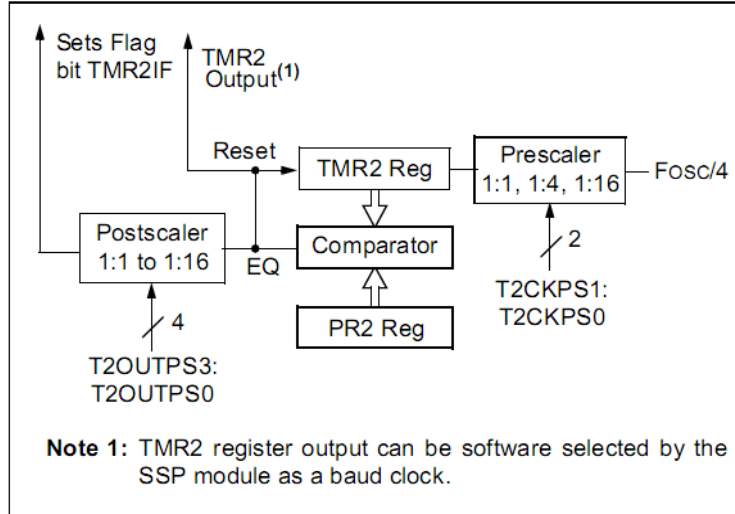 Sets Flag
bit TMR2IF
TMR2
Output(1)
Reset
TMR2 Reg
Prescaler
1:1, 1:4, 1:16
FOSC/4
Postscaler
1:1 to 1:16
EQ
Comparator
2
T2CKPS1:
T2CKPS0
PR2 Reg
4
T2OUTPS3:
T2OUTPS0
Note 1: TMR2 register output can be software selected by the
SSP module as a baud clock.